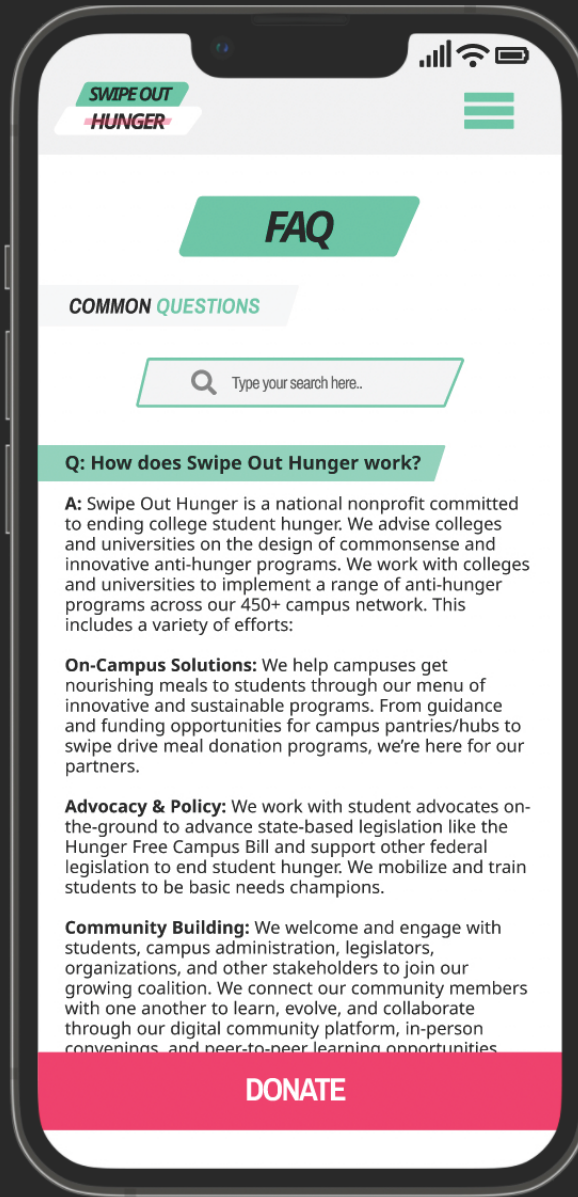 SWIPE OUT
HUNGER
FAQ
COMMON QUESTIONS
Type your search here..
Q: How does Swipe Out Hunger work?
A: Swipe Out Hunger is a national nonprofit committed
to ending college student hunger. We advise colleges
and universities on the design of commonsense and
innovative anti-hunger programs. We work with colleges
and universities to implement a range of anti-hunger
programs across our 450+ campus network. This
includes a variety of efforts:
On-Campus Solutions: We help campuses get
nourishing meals to students through our menu of
innovative and sustainable programs. From guidance
and funding opportunities for campus pantries/hubs to
swipe drive meal donation programs, we're here for our
partners.
Advocacy & Policy: We work with student advocates on-
the-ground to advance state-based legislation like the
Hunger Free Campus Bill and support other federal
legislation to end student hunger. We mobilize and train
students to be basic needs champions.
Community Building: We welcome and engage with
students, campus administration, legislators,
organizations, and other stakeholders to join our
growing coalition. We connect our community members
with one another to learn, evolve, and collaborate
through our digital community platform, in-person
convenings, and peer-to-peer learning opportunities
DONATE